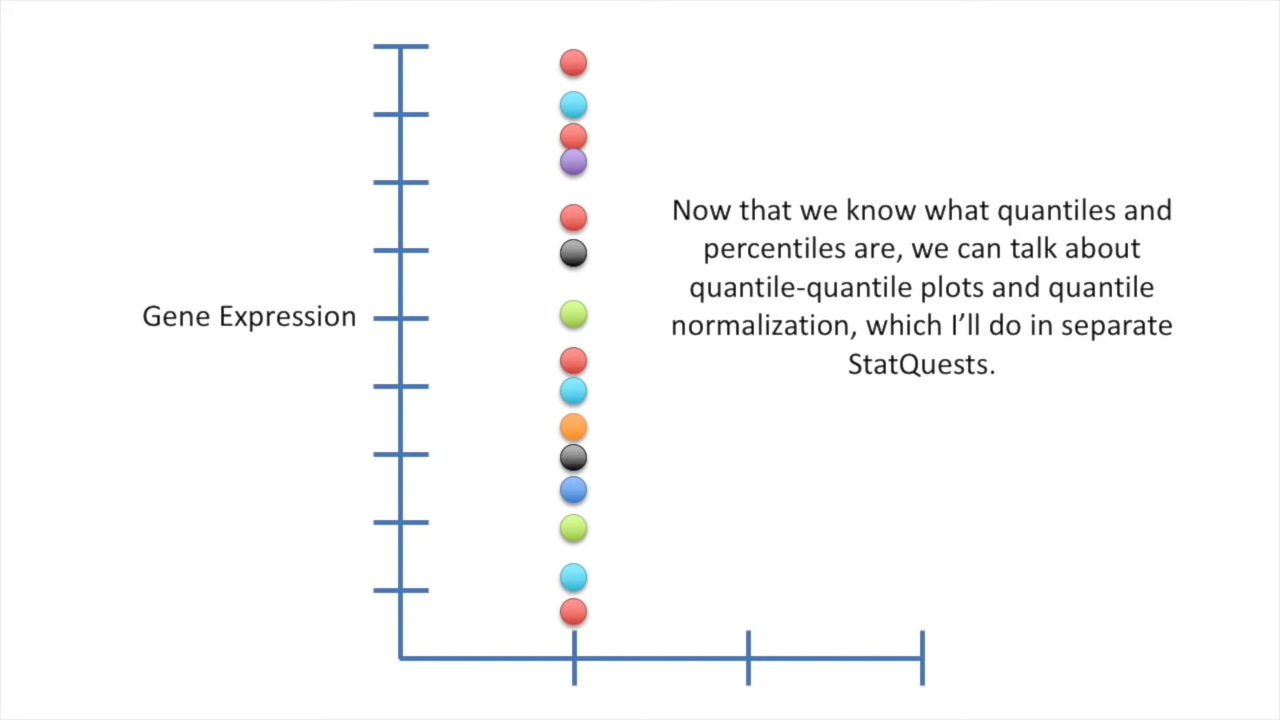 Now that we know what quantiles and
percentiles are, we can talk about
quantile-quantile plots and quantile
normalization, which I’ll do in separate
StatQuests.
Gene Expression